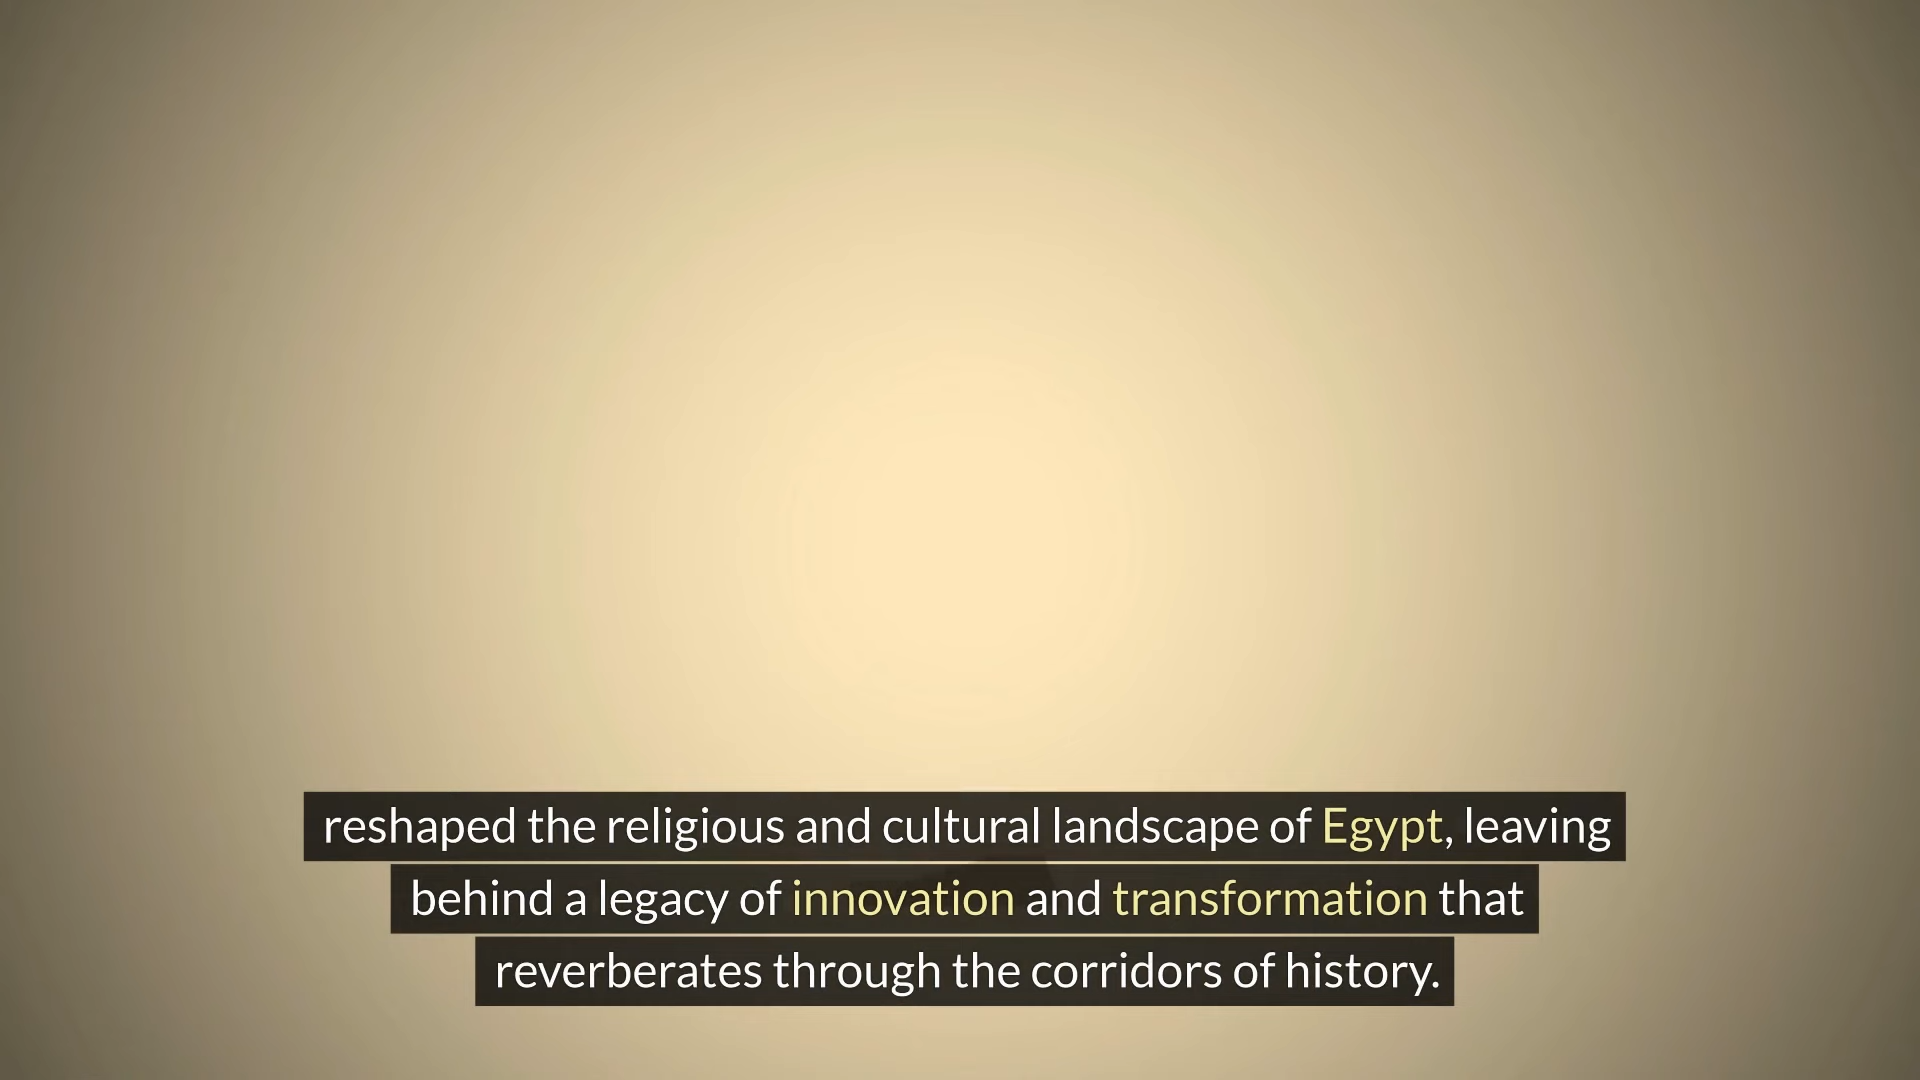 reshaped the religious and cultural landscape of Egypt, leaving
behind a legacy of innovation and transformation that
reverberates through the corridors of history.